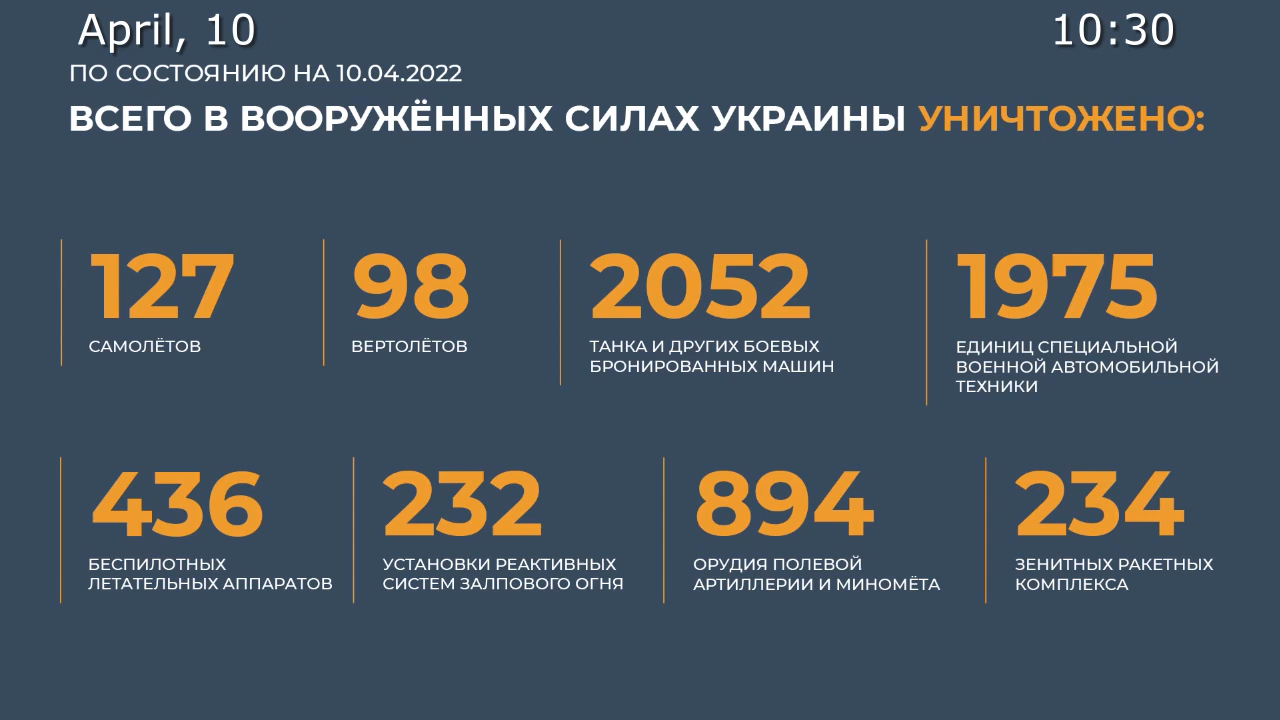 April, 10
10:30
ПО СОСТОЯНИЮ НА 10.04.2022
ВСЕГО В ВООРУЖЁННЫХ СИЛАХ УКРАИНЫ УНИЧТОЖЕНО:
127
САМОЛЁТОВ
98
ВЕРТОЛЁТОВ
2052
ТАНКА И ДРУГИХ БОЕВЫХ
БРОНИРОВАННЫХ МАШИН
1975
ЕДИНИЦ СПЕЦИАЛЬНОЙ
ВОЕННОЙ АВТОМОБИЛЬНОЙ
ТЕХНИКИ
436
БЕСПИЛОТНЫХ
ЛЕТАТЕЛЬНЫХ АППАРАТОВ
232
УСТАНОВКИ РЕАКТИВНЫХ
СИСТЕМ ЗАЛПОВОГО ОГНЯ
894
ОРУДИЯ ПОЛЕВОЙ
АРТИЛЛЕРИИ И МИНОМЁТА
234
ЗЕНИТНЫХ РАКЕТНЫХ
КОМПЛЕКСА